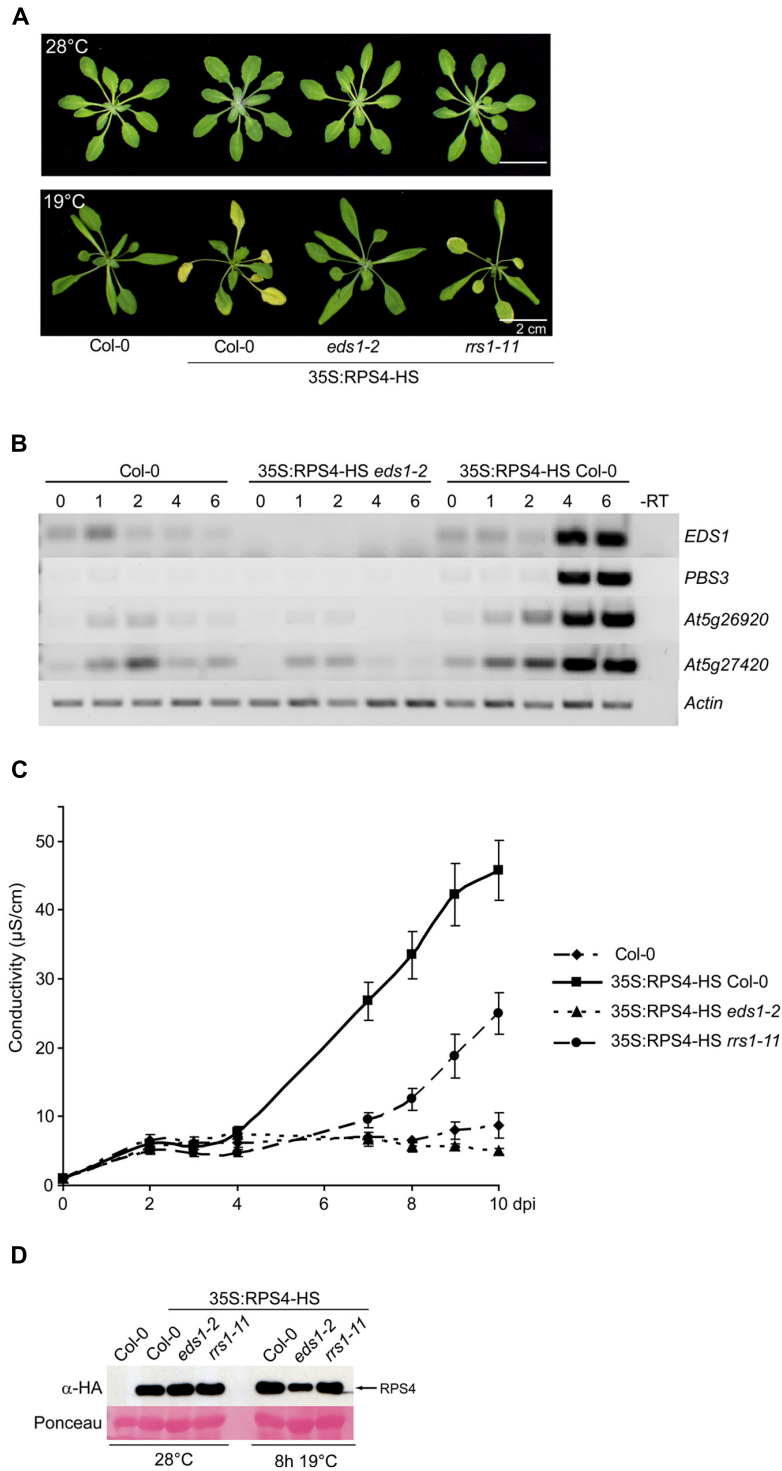 A
28°C
19°C
2 cm
Col-0 Col-0 eds1-2 rrs1-11
35S:RPS4-HS
B
Col-0 35S:RPS4-HS eds1-2 35S:RPS4-HS Col-0
0 1 2 4 6 0 1 2 4 6 0 1 2 4 6 -RT
EDS1
PBS3
At5g26920
At5g27420
Actin
C
Conductivity (µS/cm)
50
40
30
20
10
0
0 2 4 6 8 10 dpi
Col-0
35S:RPS4-HS Col-0
35S:RPS4-HS eds1-2
35S:RPS4-HS rrs1-11
D
35S:RPS4-HS
Col-0 Col-0 eds1-2 rrs1-11 Col-0 eds1-2 rrs1-11
α-HA
RPS4
Ponceau
28°C 8h 19°C